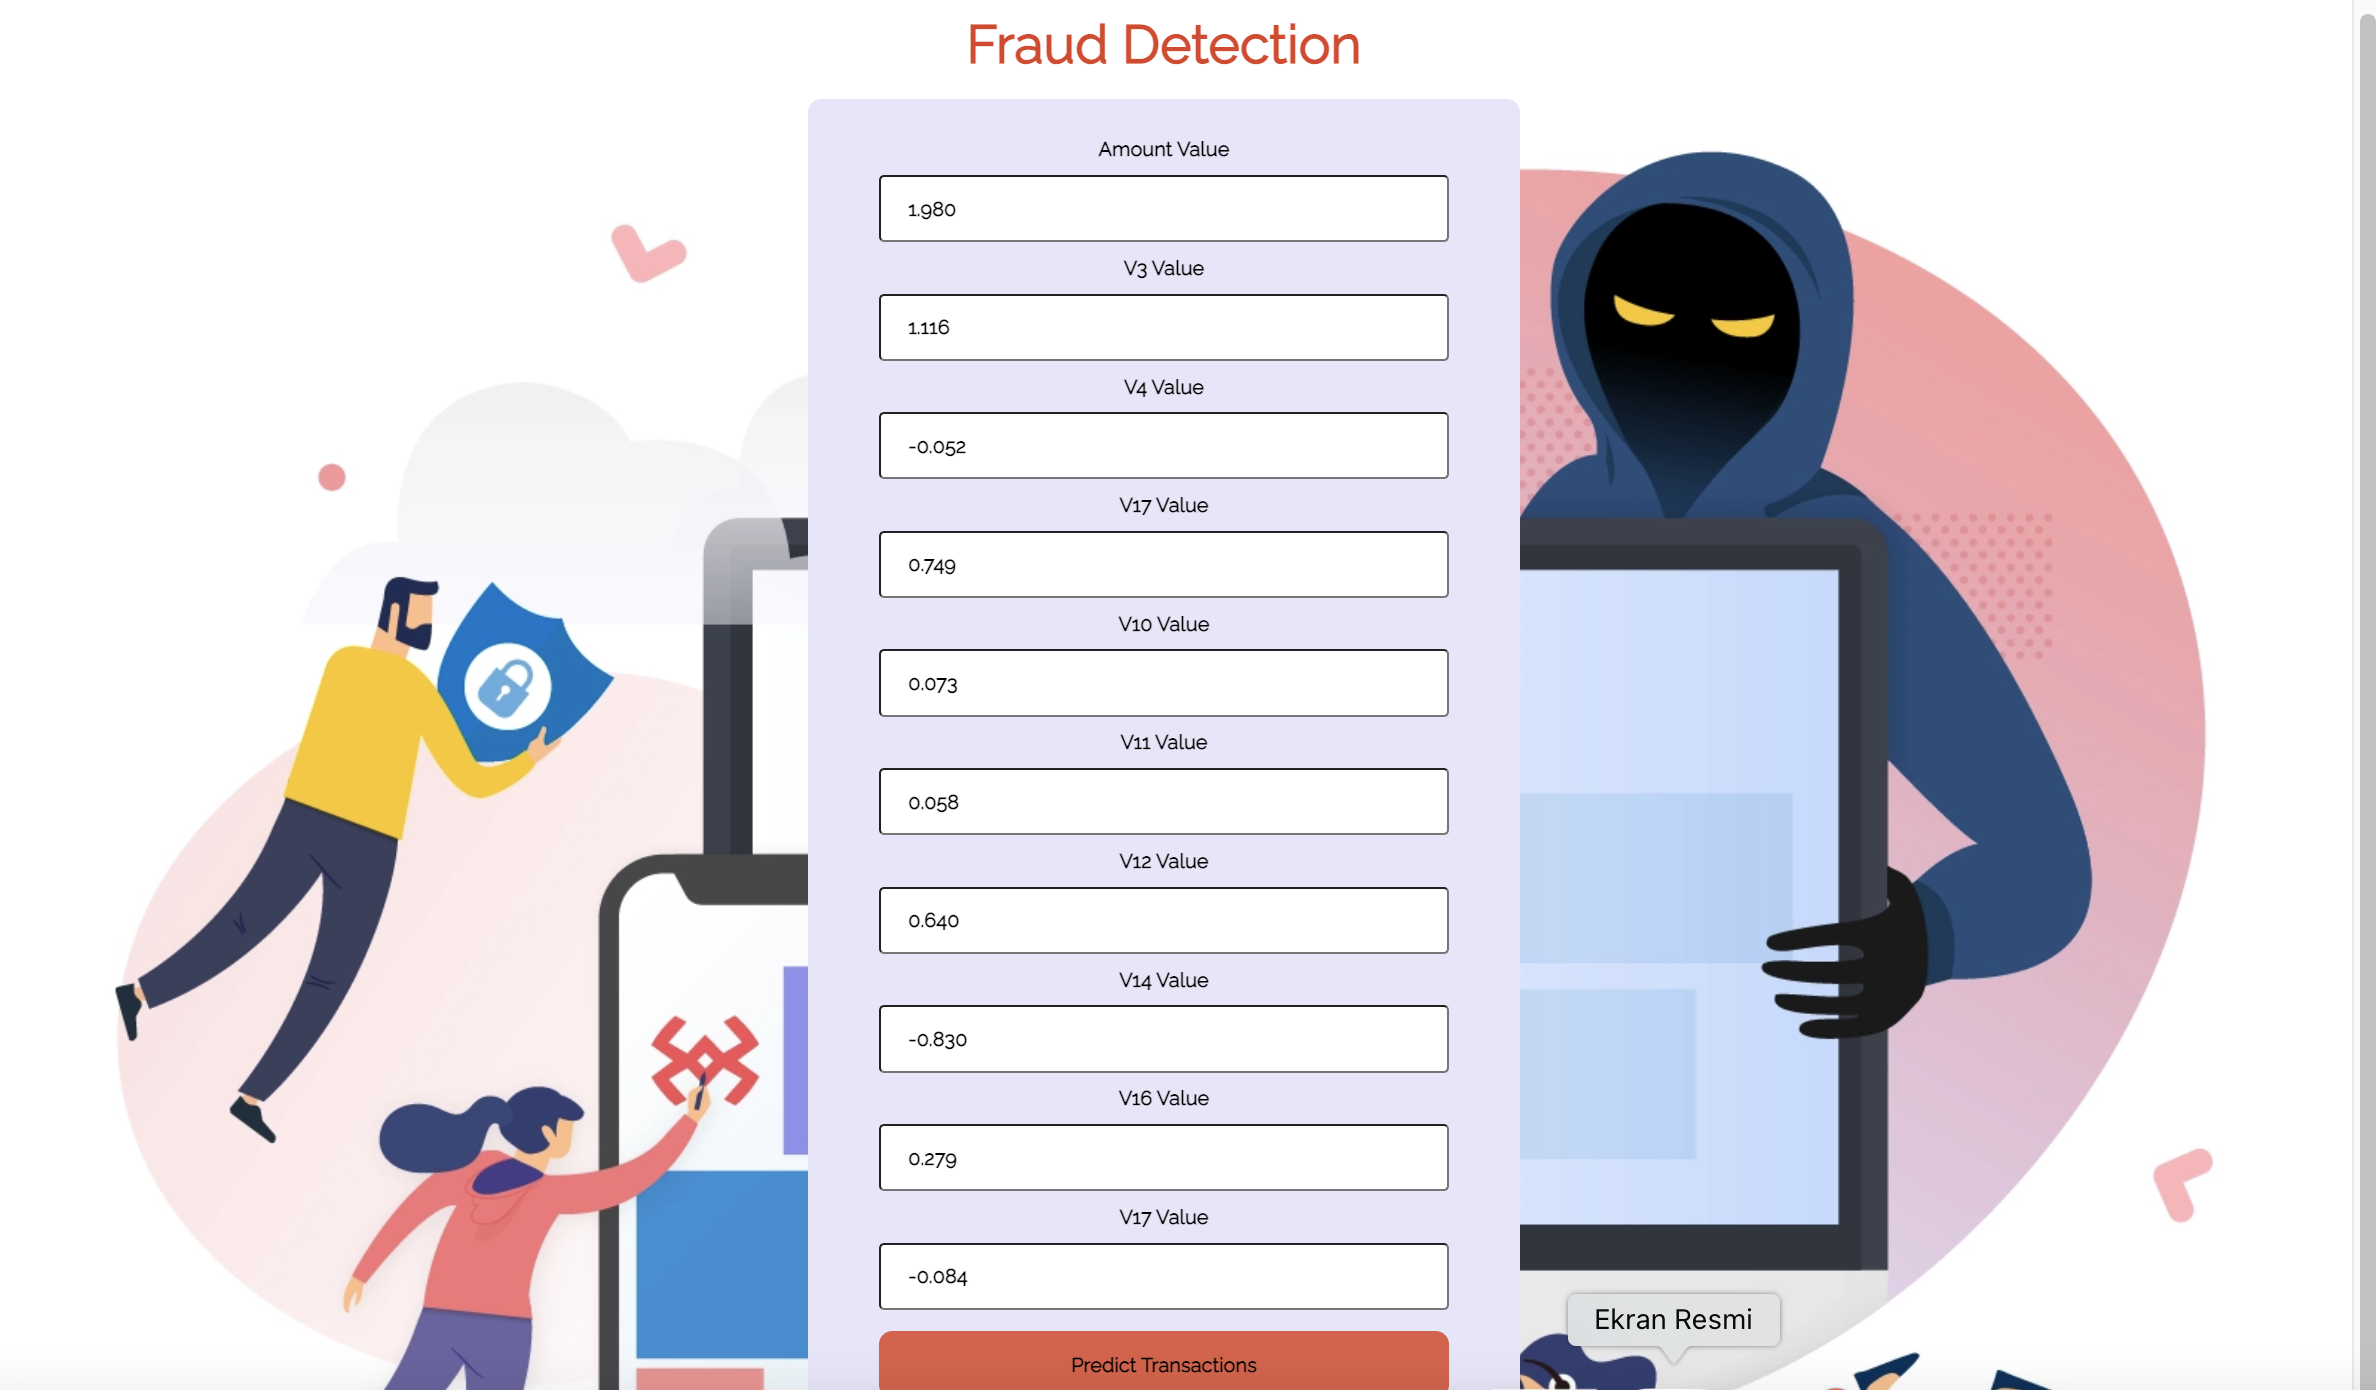 Fraud Detection
Amount Value
1.980
V3 Value
1.116
V4 Value
-0.052
V17 Value
0.749
V10 Value
0.073
V11 Value
0.058
V12 Value
0.640
V14 Value
-0.830
V16 Value
0.279
V17 Value
-0.084
Predict Transactions
Ekran Resmi